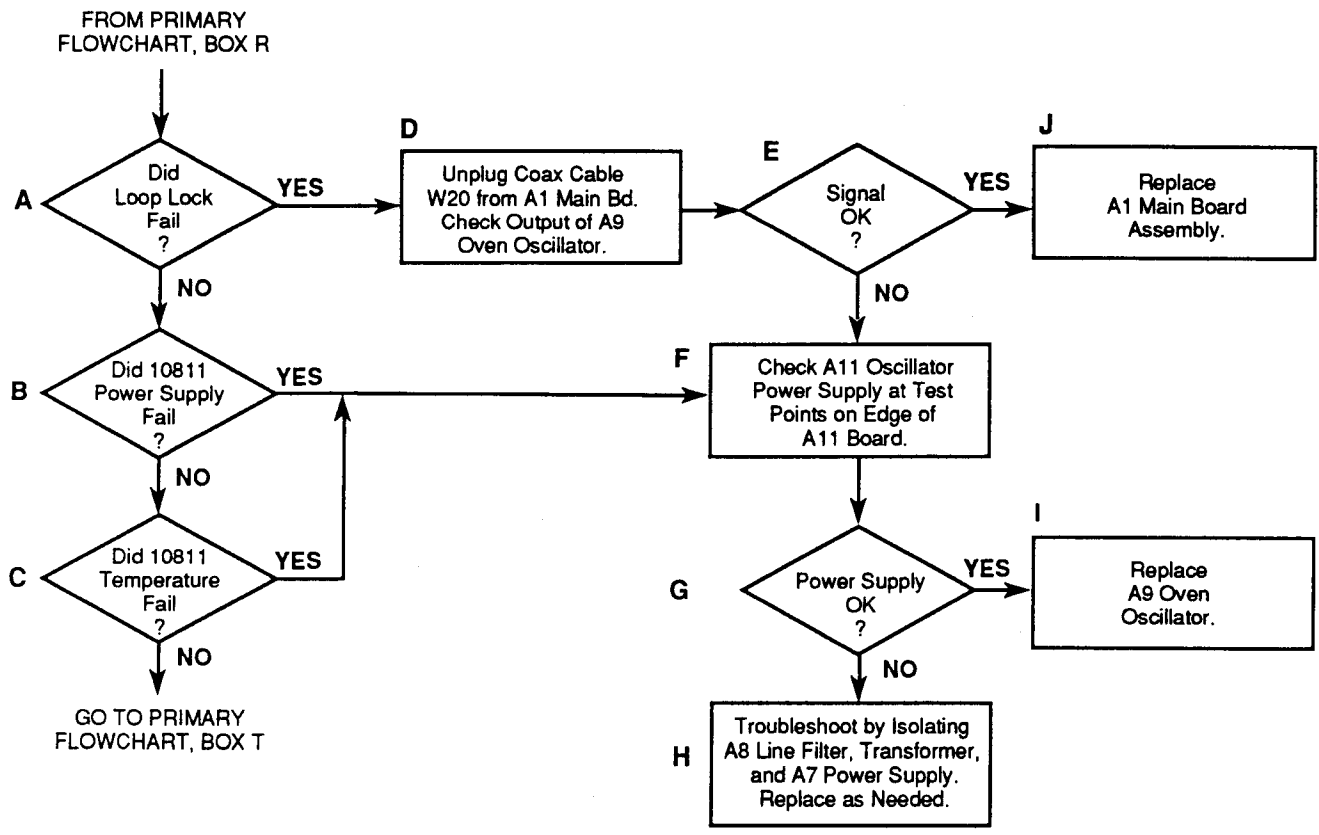 FROM PRIMARY
FLOWCHART, BOX R
A
Did
Loop Lock
Fail
?
YES
NO
D
Unplug Coax Cable
W20 from A1 Main Bd.
Check Output of A9
Oven Oscillator.
E
Signal
OK
?
YES
NO
J
Replace
A1 Main Board
Assembly.
B
Did 10811
Power Supply
Fail
?
YES
NO
F
Check A11 Oscillator
Power Supply at Test
Points on Edge of
A11 Board.
C
Did 10811
Temperature
Fail
?
YES
NO
G
Power Supply
OK
?
YES
NO
I
Replace
A9 Oven
Oscillator.
GO TO PRIMARY
FLOWCHART, BOX T
H
Troubleshoot by Isolating
A8 Line Filter, Transformer,
and A7 Power Supply.
Replace as Needed.